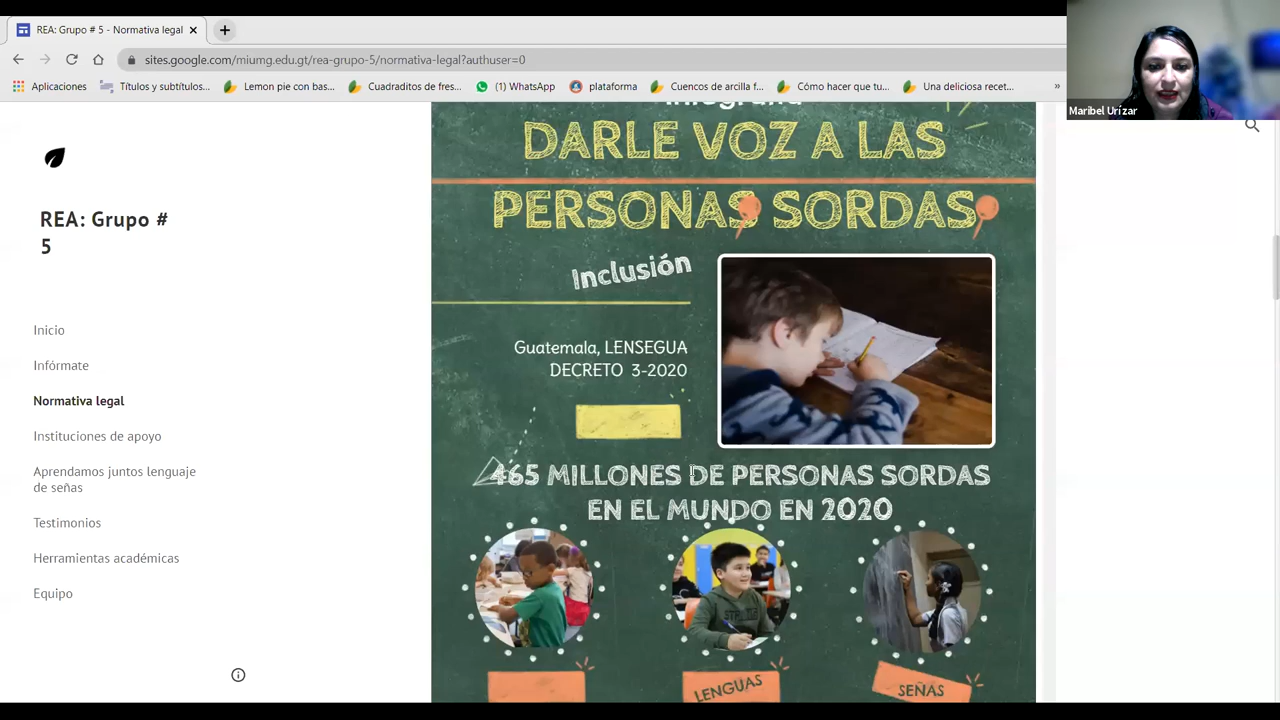 REA: Grupo # 5 - Normativa legal
sites.google.com/miumg.edu.gt/rea-grupo-5/normativa-legal?authuser=0
Aplicaciones
Títulos y subtítulos...
Lemon pie con bas...
Cuadraditos de fres...
(1) WhatsApp
plataforma
Cuencos de arcilla f...
Cómo hacer que tu...
Una deliciosa recet...
»
Maribel Urízar
REA: Grupo #
5
Inicio
Infórmate
Normativa legal
Instituciones de apoyo
Aprendamos juntos lenguaje
de señas
Testimonios
Herramientas académicas
Equipo
DARLE VOZ A LAS
PERSONAS SORDAS
Inclusión
Guatemala, LENSEGUA
DECRETO 3-2020
465 MILLONES DE PERSONAS SORDAS
EN EL MUNDO EN 2020
LENGUAS
SEÑAS